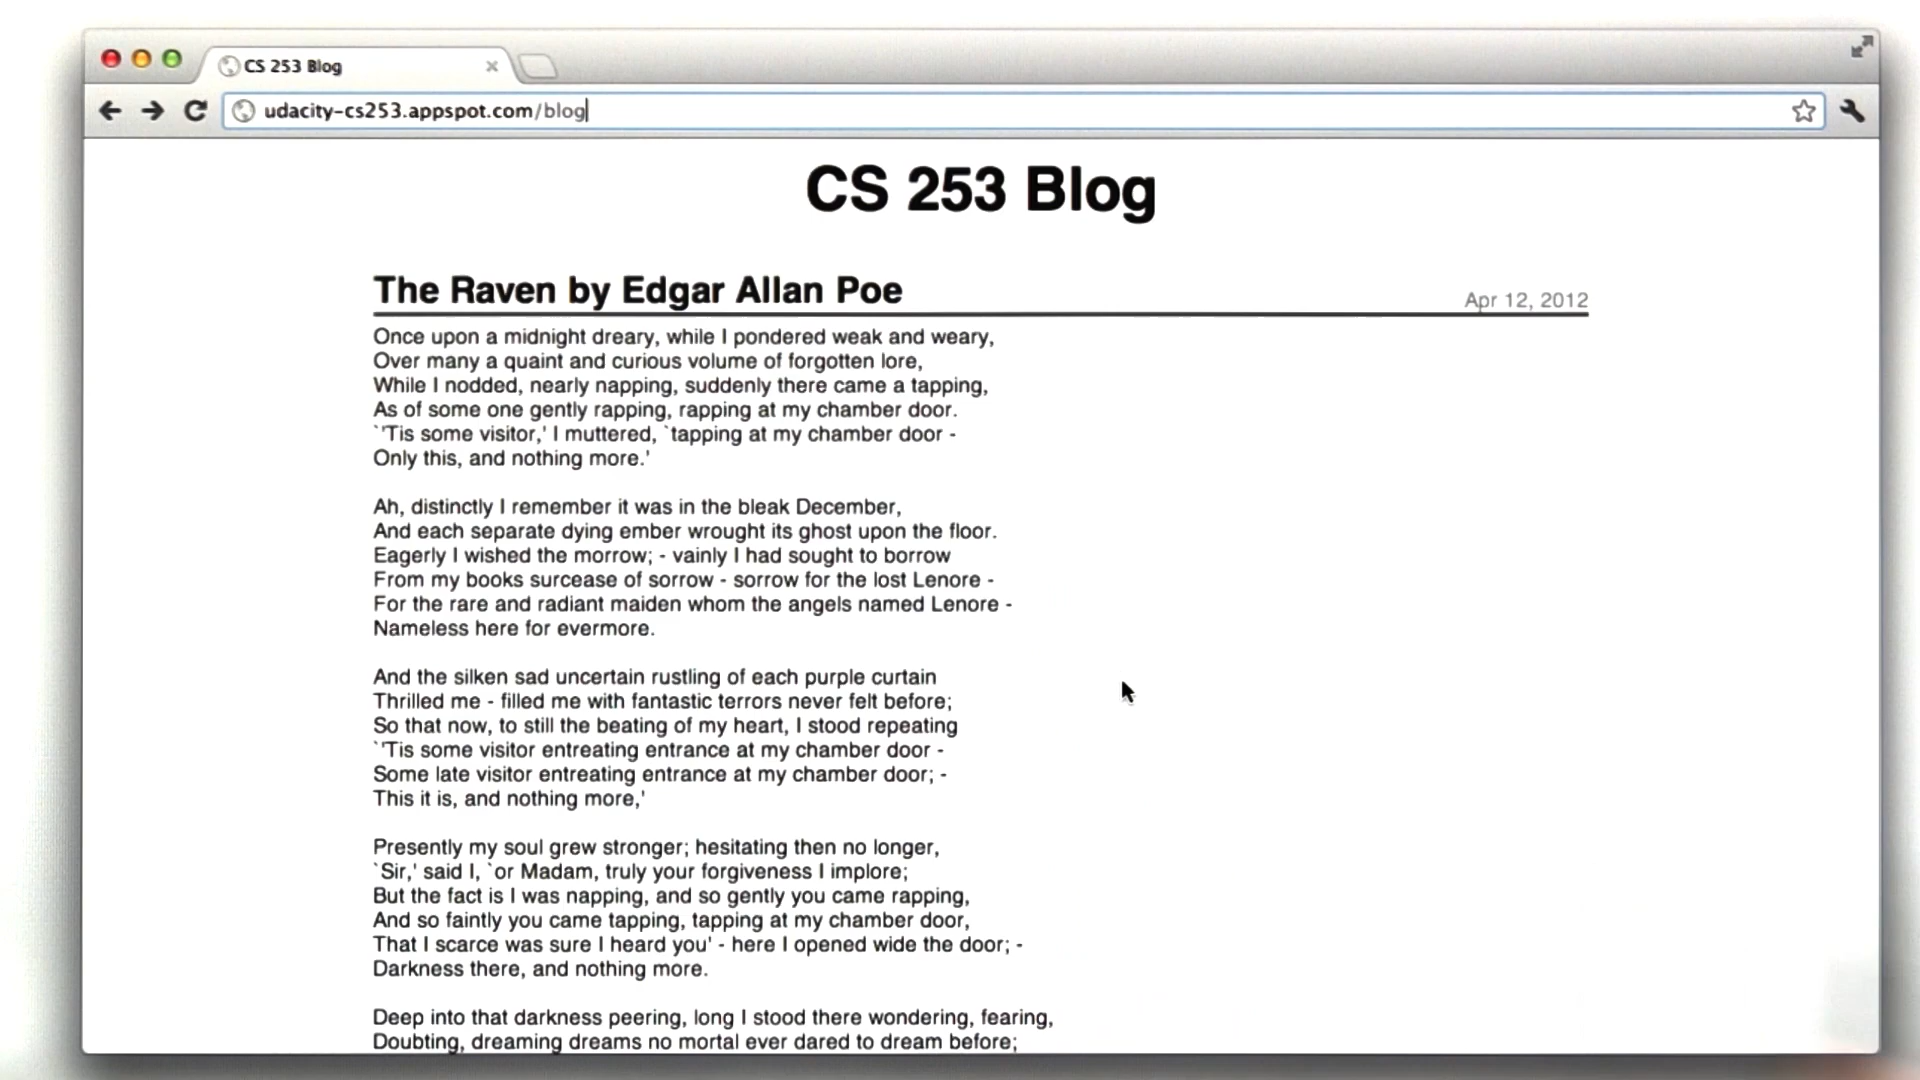 CS 253 Blog
udacity-cs253.appspot.com/blog
CS 253 Blog
The Raven by Edgar Allan Poe
Apr 12, 2012
Once upon a midnight dreary, while I pondered weak and weary,
Over many a quaint and curious volume of forgotten lore,
While I nodded, nearly napping, suddenly there came a tapping,
As of some one gently rapping, rapping at my chamber door.
`'Tis some visitor,' I muttered, `tapping at my chamber door -
Only this, and nothing more.'
Ah, distinctly I remember it was in the bleak December,
And each separate dying ember wrought its ghost upon the floor.
Eagerly I wished the morrow; - vainly I had sought to borrow
From my books surcease of sorrow - sorrow for the lost Lenore -
For the rare and radiant maiden whom the angels named Lenore -
Nameless here for evermore.
And the silken sad uncertain rustling of each purple curtain
Thrilled me - filled me with fantastic terrors never felt before;
So that now, to still the beating of my heart, I stood repeating
`'Tis some visitor entreating entrance at my chamber door -
Some late visitor entreating entrance at my chamber door; -
This it is, and nothing more,'
Presently my soul grew stronger; hesitating then no longer,
`Sir,' said I, `or Madam, truly your forgiveness I implore;
But the fact is I was napping, and so gently you came rapping,
And so faintly you came tapping, tapping at my chamber door,
That I scarce was sure I heard you' - here I opened wide the door; -
Darkness there, and nothing more.
Deep into that darkness peering, long I stood there wondering, fearing,
Doubting, dreaming dreams no mortal ever dared to dream before;